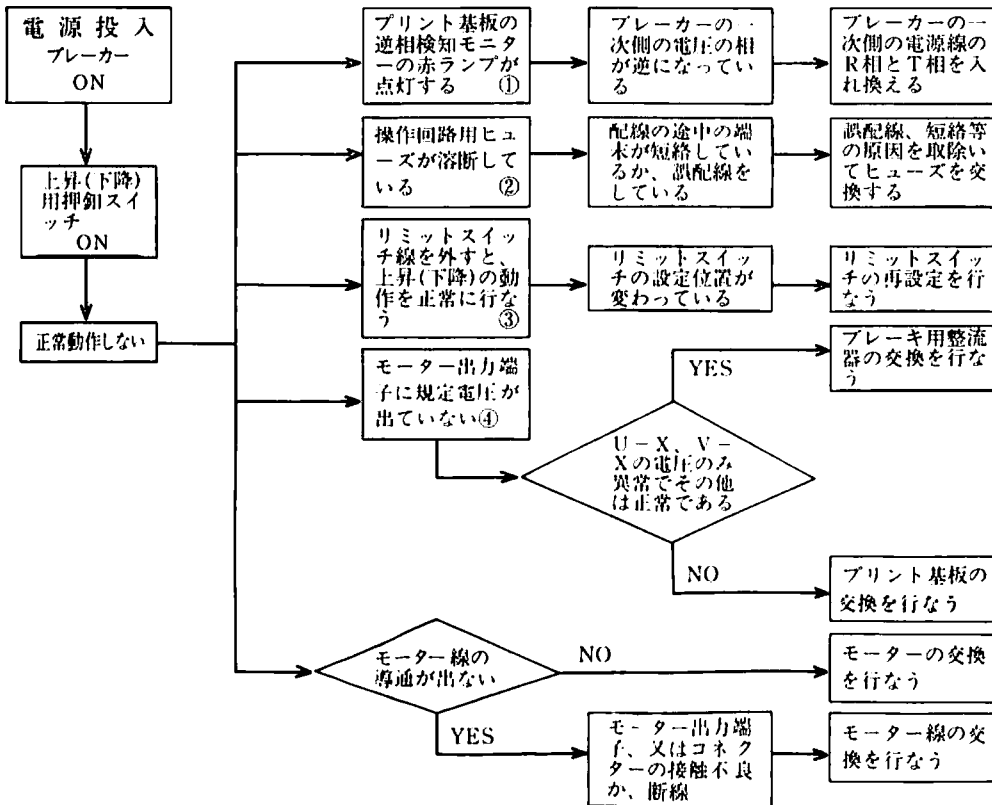 電源投入
ブレーカー
ON
上昇(下降)
用押釦スイ
ッチ
ON
正常動作しない
プリント基板の
逆相検知モニタ
ーの赤ランプが
点灯する ①
ブレーカーの一
次側の電圧の相
が逆になってい
る
ブレーカーの一
次側の電源線の
R相とT相を入
れ換える
操作回路用ヒュ
ーズが溶断して
いる ②
配線の途中の端
末が短絡してい
るか、誤配線を
している
誤配線、短絡等
の原因を取除い
てヒューズを交
換する
リミットスイッ
チ線を外すと、
上昇(下降)の動
作を正常に行な
う ③
リミットスイッ
チの設定位置が
変わっている
リミットスイッ
チの再設定を行
なう
モーター出力端
子に規定電圧が
出ていない④
U-X、V-
Xの電圧のみ
異常でその他
は正常である
YES
ブレーキ用整流
器の交換を行な
う
NO
プリント基板の
交換を行なう
モーター線の
導通が出ない
NO
モーターの交換
を行なう
YES
モーター出力端
子、又はコネク
ターの接触不良
か、断線
モーター線の交
換を行なう